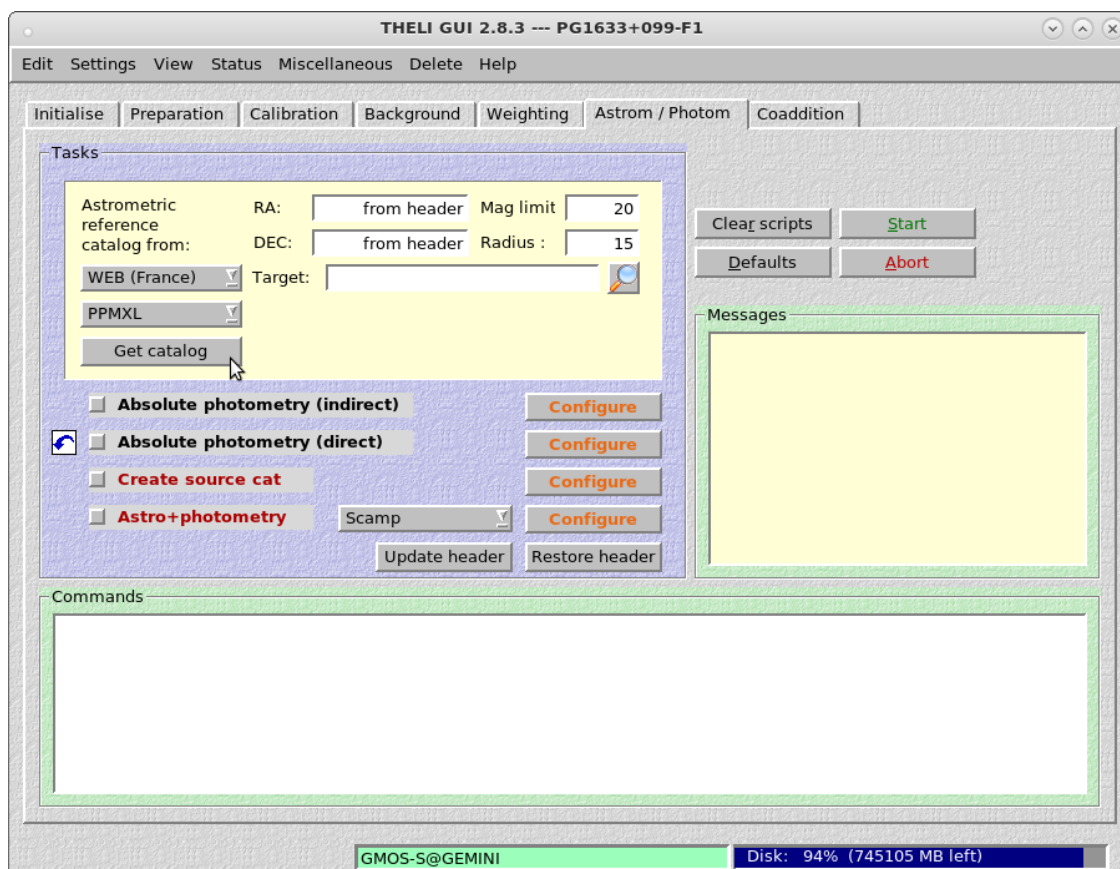 THELI GUI 2.8.3 --- PG1633+099-F1
Edit Settings View Status Miscellaneous Delete Help
Initialise Preparation Calibration Background Weighting Astrom / Photom Coaddition
Tasks
Astrometric
reference
catalog from:
RA: from header Mag limit 20
DEC: from header Radius : 15
WEB (France) Target:
PPMXL
Get catalog
Absolute photometry (indirect) Configure
Absolute photometry (direct) Configure
Create source cat Configure
Astro+photometry Scamp Configure
Update header Restore header
Clear scripts Start
Defaults Abort
Messages
Commands
GMOS-S@GEMINI Disk: 94% (745105 MB left)